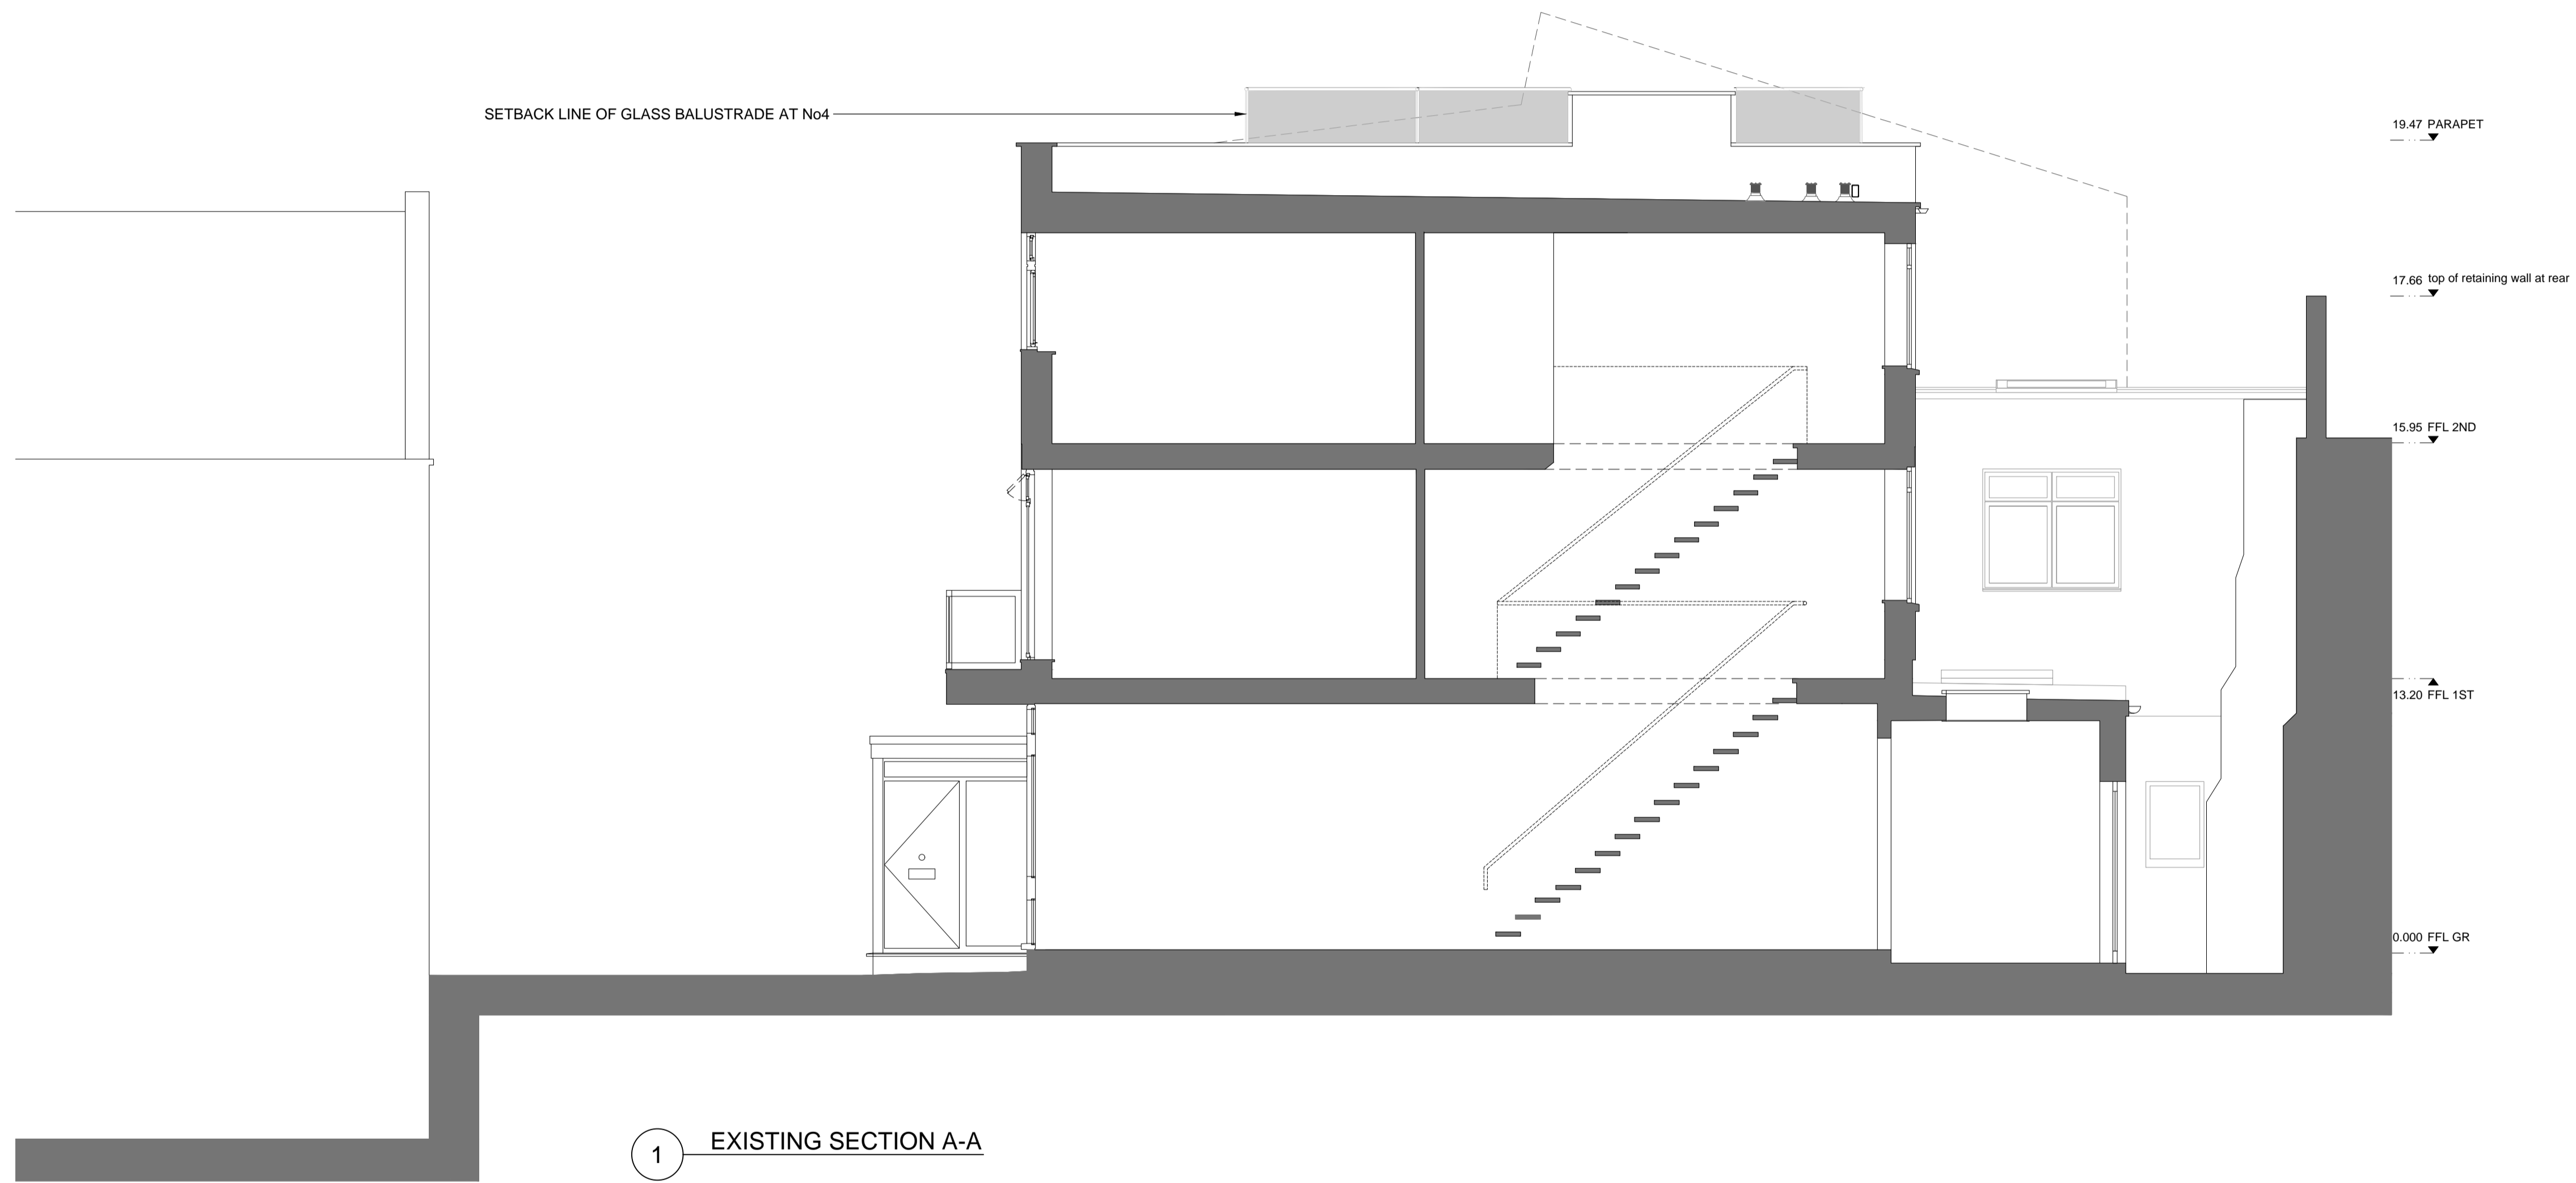 SETBACK LINE OF GLASS BALUSTRADE AT No4
19.47 PARAPET
17.66 top of retaining wall at rear
15.95 FFL 2ND
13.20 FFL 1ST
0.000 FFL GR
1 EXISTING SECTION A-A